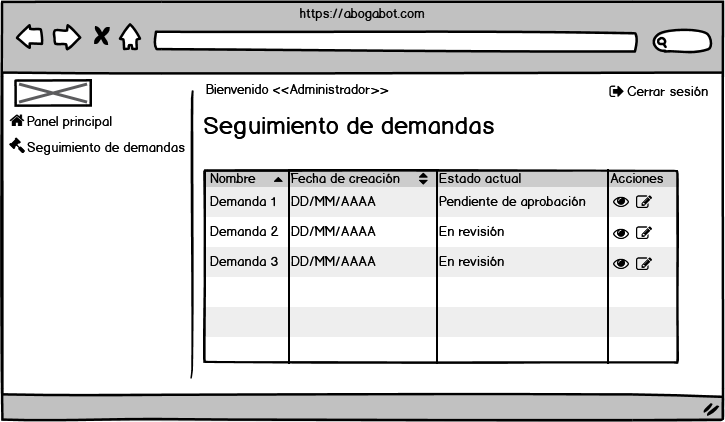 https://abogabot.com
Bienvenido <<Administrador>>
Cerrar sesión
Panel principal
Seguimiento de demandas
Seguimiento de demandas
Nombre Fecha de creación Estado actual Acciones
Demanda 1 DD/MM/AAAA Pendiente de aprobación
Demanda 2 DD/MM/AAAA En revisión
Demanda 3 DD/MM/AAAA En revisión